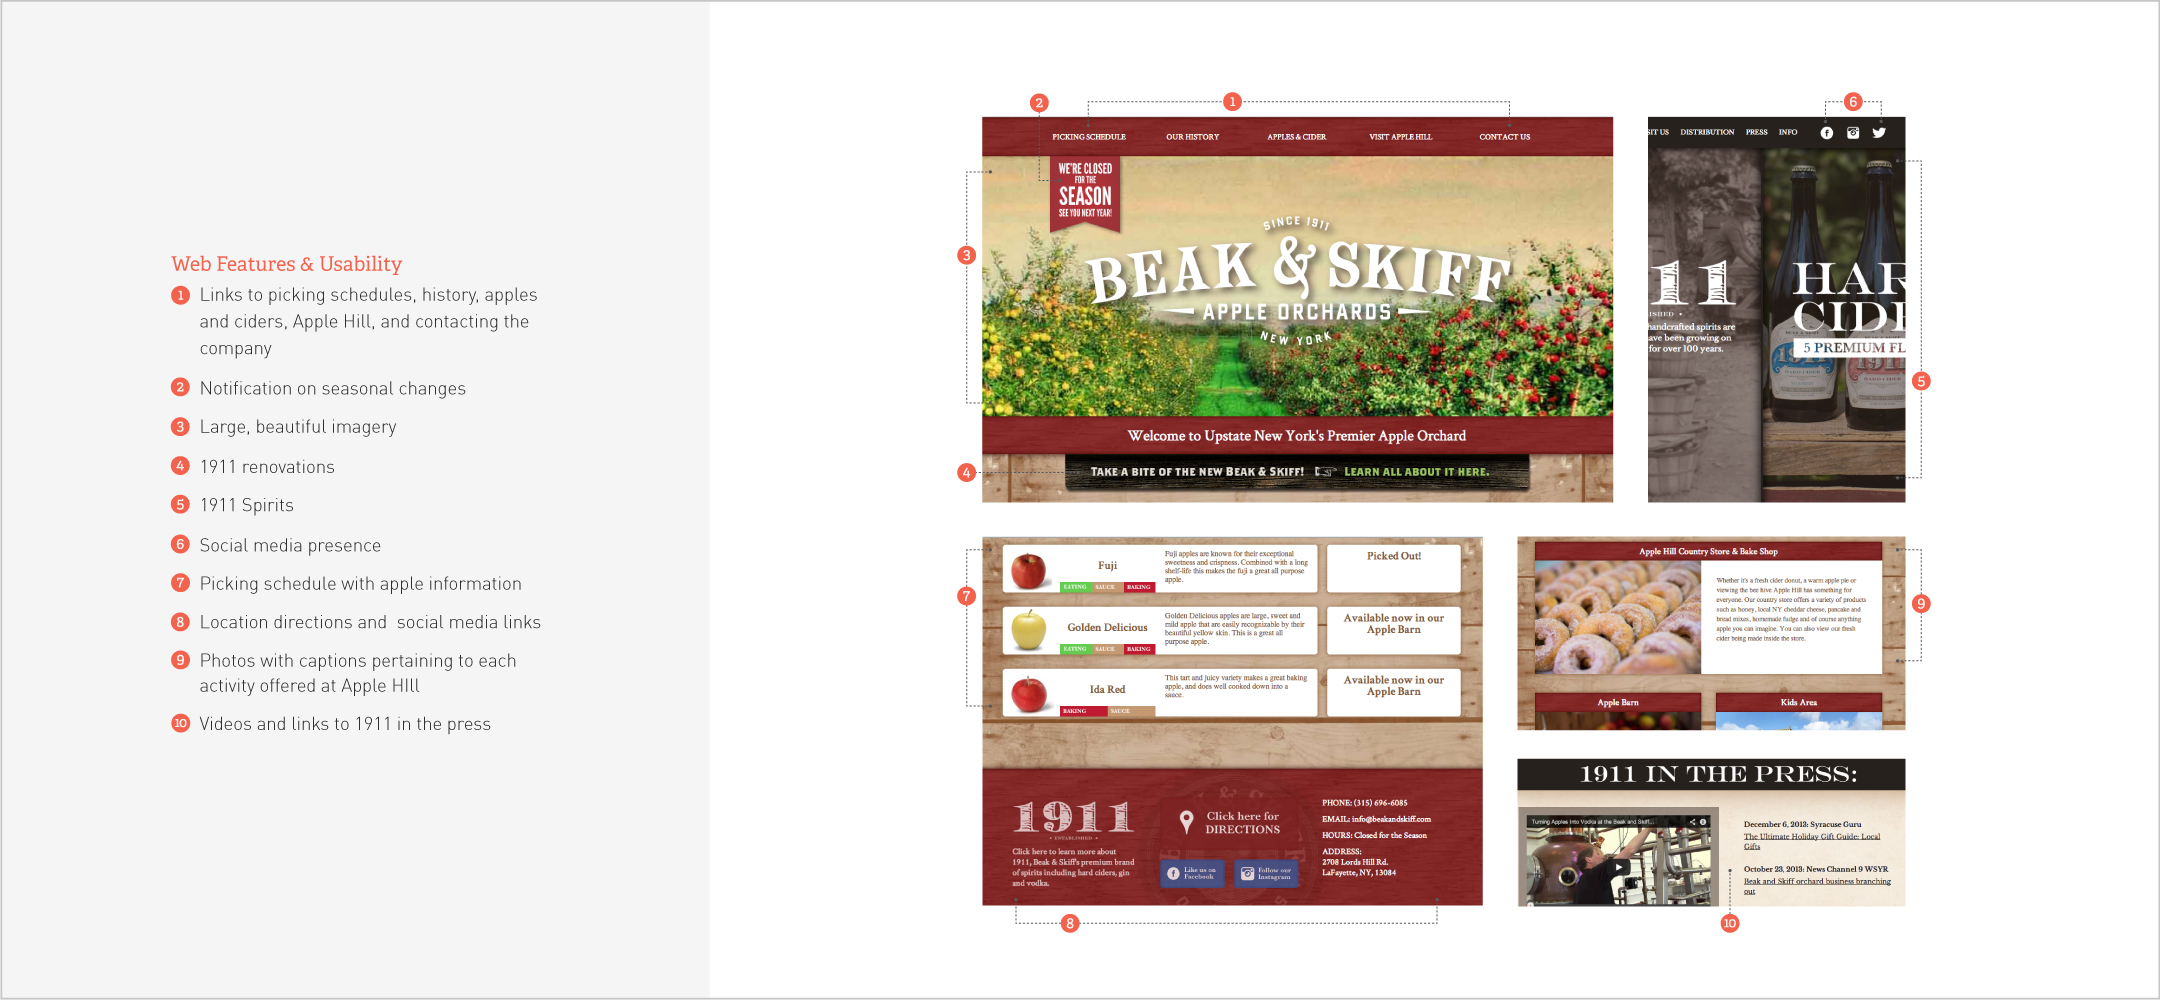 Web Features & Usability
1 Links to picking schedules, history, apples
and ciders, Apple Hill, and contacting the
company
2 Notification on seasonal changes
3 Large, beautiful imagery
4 1911 renovations
5 1911 Spirits
6 Social media presence
7 Picking schedule with apple information
8 Location directions and  social media links
9 Photos with captions pertaining to each
activity offered at Apple HIll
10 Videos and links to 1911 in the press
2
1
PICKING SCHEDULE
OUR HISTORY
APPLES & CIDER
VISIT APPLE HILL
CONTACT US
WE'RE CLOSED
FOR THE
SEASON
SEE YOU NEXT YEAR!
3
SINCE 1911
BEAK & SKIFF
APPLE ORCHARDS
NEW YORK
Welcome to Upstate New York's Premier Apple Orchard
4
TAKE A BITE OF THE NEW BEAK & SKIFF! LEARN ALL ABOUT IT HERE.
6
SIT US DISTRIBUTION PRESS INFO
11
ISHED •
handcrafted spirits are
ave been growing on
for over 100 years.
HAR
CIDE
5 PREMIUM FL
1911
HARD CIDER
1911
HARD CIDER
5
7
Fuji
EATING SAUCE BAKING
Fuji apples are known for their exceptional
sweetness and crispness. Combined with a long
shelf-life this makes the fuji a great all purpose
apple.
Picked Out!
Golden Delicious
EATING SAUCE BAKING
Golden Delicious apples are large, sweet and
mild apple that are easily recognizable by their
beautiful yellow skin. This is a great all
purpose apple.
Available now in our
Apple Barn
Ida Red
BAKING SAUCE
This tart and juicy variety makes a great baking
apple, and does well cooked down into a
sauce.
Available now in our
Apple Barn
1911
• ESTABLISHED •
Click here to learn more about
1911, Beak & Skiff's premium brand
of spirits including hard ciders, gin
and vodka.
Click here for
DIRECTIONS
Like us on
Facebook
Follow our
Instagram
PHONE: (315) 696-6085
EMAIL: info@beakandskiff.com
HOURS: Closed for the Season
ADDRESS:
2708 Lords Hill Rd.
LaFayette, NY, 13084
8
Apple Hill Country Store & Bake Shop
Whether it's a fresh cider donut, a warm apple pie or
viewing the bee hive Apple Hill has something for
everyone. Our country store offers a variety of products
such as honey, local NY cheddar cheese, pancake and
bread mixes, homemade fudge and of course anything
apple you can imagine. You can also view our fresh
cider being made inside the store.
9
Apple Barn
Kids Area
1911 IN THE PRESS:
Turning Apples Into Vodka at the Beak and Skiff...
December 6, 2013: Syracuse Guru
The Ultimate Holiday Gift Guide: Local
Gifts
October 23, 2013: News Channel 9 WSYR
Beak and Skiff orchard business branching
out
10